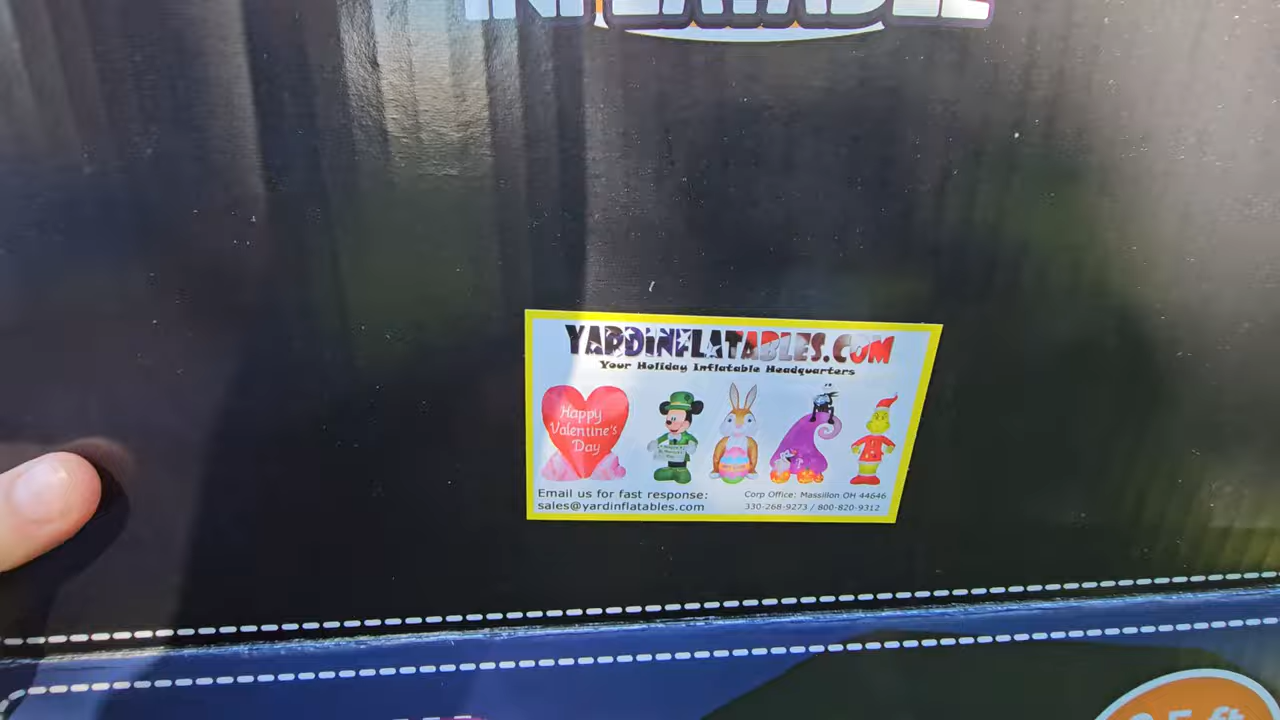 INFLATABLE
YARDINFLATABLES.COM
Your Holiday Inflatable Headquarters
Happy
Valentine's
Day
Email us for fast response:
sales@yardinflatables.com
Corp Office: Massillon OH 44646
330-268-9273 / 800-820-9312